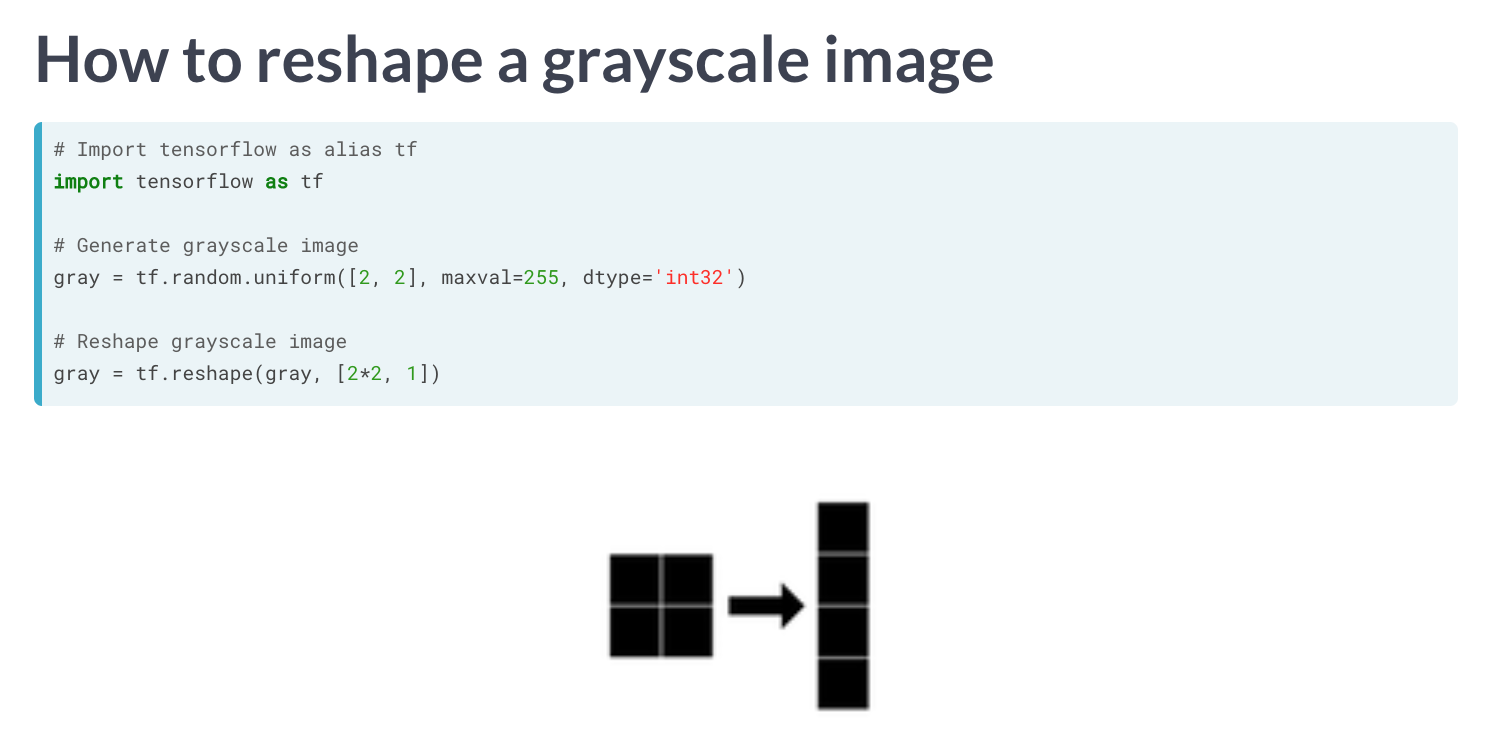 How to reshape a grayscale image
# Import tensorflow as alias tf
import tensorflow as tf
# Generate grayscale image
gray = tf.random.uniform([2, 2], maxval=255, dtype='int32')
# Reshape grayscale image
gray = tf.reshape(gray, [2*2, 1])